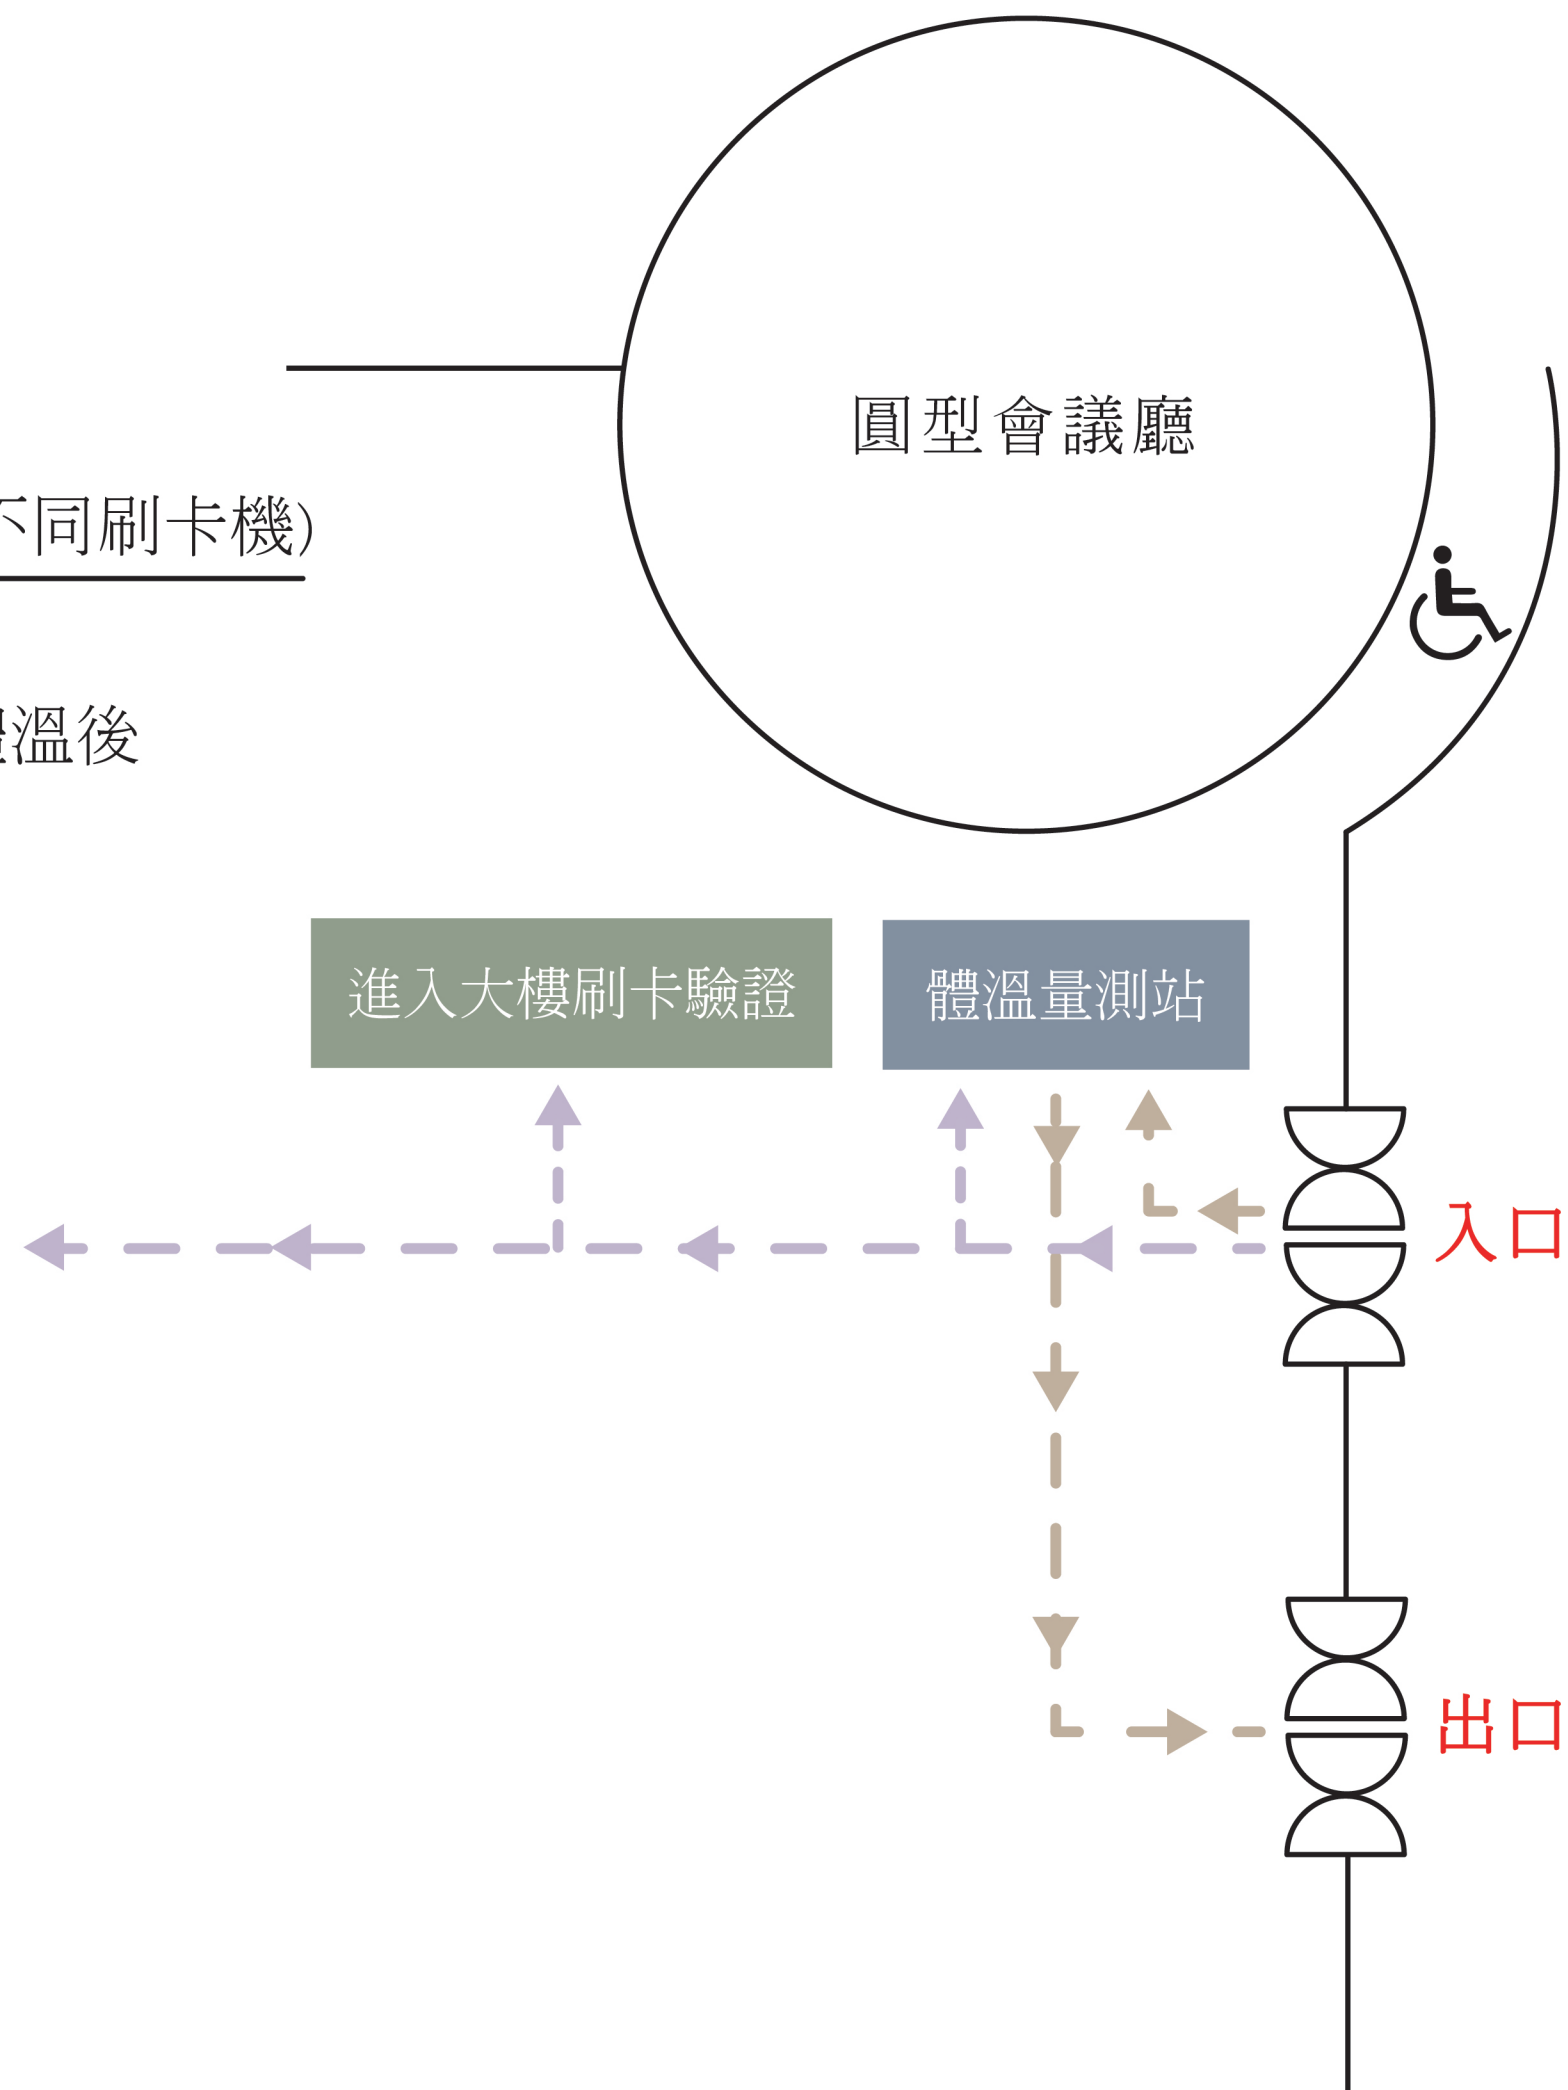 圓型會議廳
不同刷卡機)
溫後
進入大樓刷卡驗證
體溫量測站
入口
出口